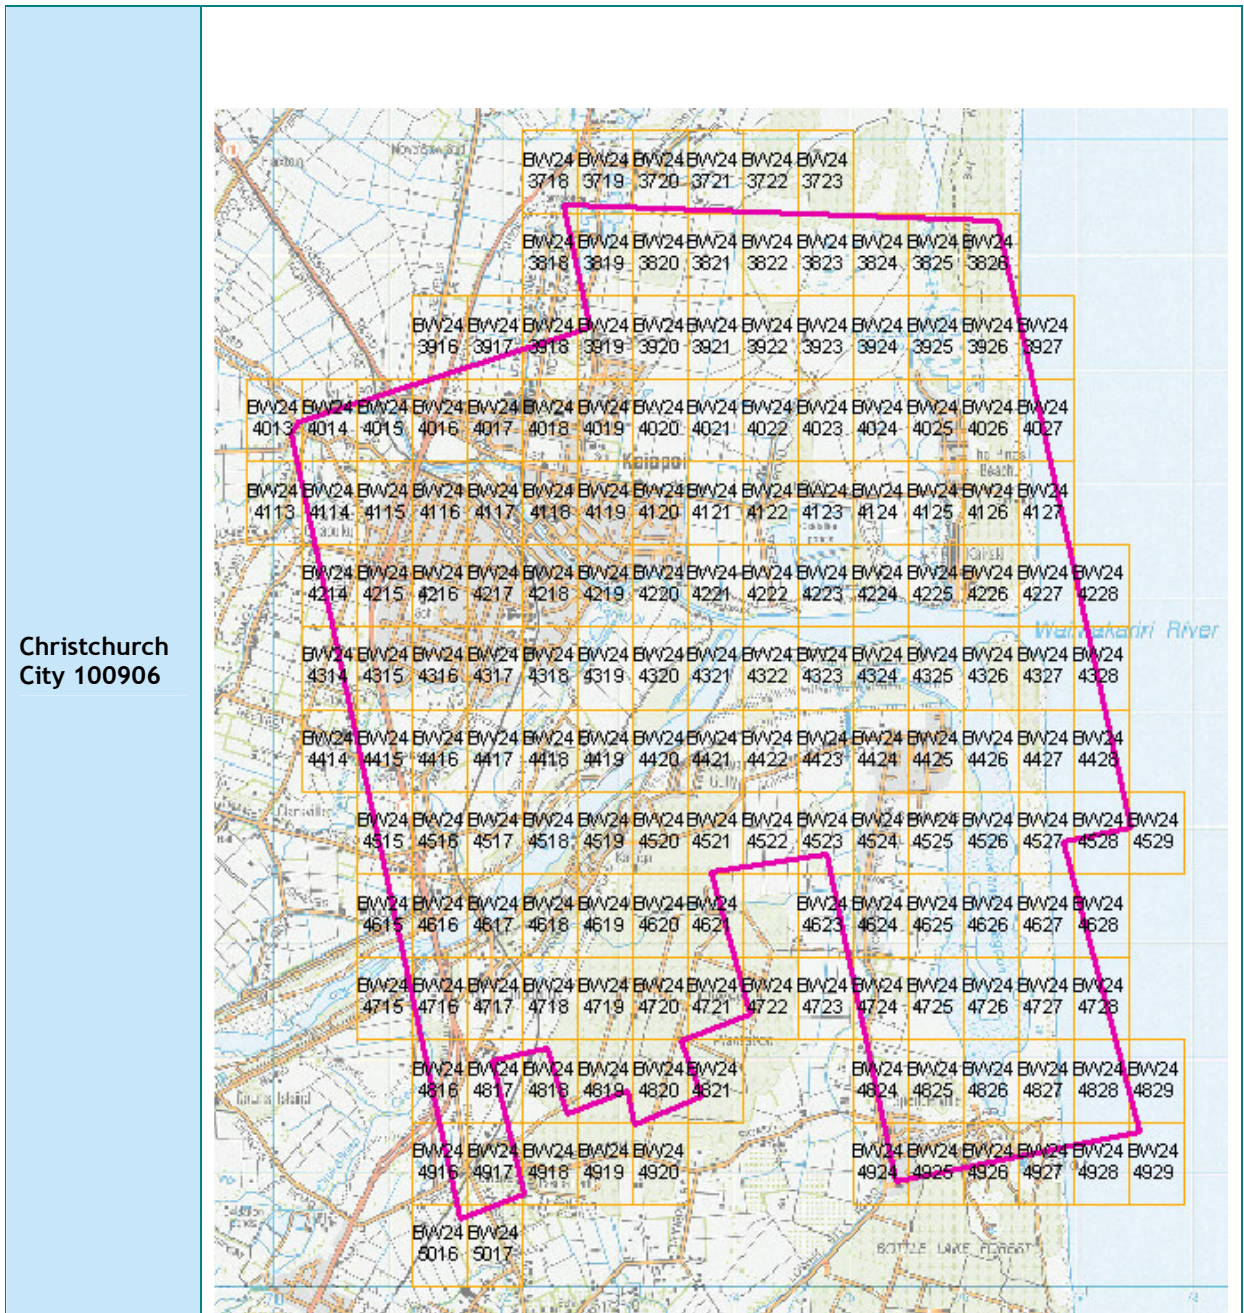 BW24 BW24 BW24 BW24 BW24 BW24
3718 3719 3720 3721 3722 3723
BW24 BW24 BW24 BW24 BW24 BW24 BW24 BW24 BW24
3818 3819 3820 3821 3822 3823 3824 3825 3826
BW24 BW24 BW24 BW24 BW24 BW24 BW24 BW24 BW24 BW24 BW24 BW24
3916 3917 3918 3919 3920 3921 3922 3923 3924 3925 3926 3927
BW24 BW24 BW24 BW24 BW24 BW24 BW24 BW24 BW24 BW24 BW24 BW24 BW24 BW24 BW24
4013 4014 4015 4016 4017 4018 4019 4020 4021 4022 4023 4024 4025 4026 4027
Kaiapoi
Beach
BW24 BW24 BW24 BW24 BW24 BW24 BW24 BW24 BW24 BW24 BW24 BW24 BW24 BW24 BW24
4113 4114 4115 4116 4117 4118 4119 4120 4121 4122 4123 4124 4125 4126 4127
Kairaki
BW24 BW24 BW24 BW24 BW24 BW24 BW24 BW24 BW24 BW24 BW24 BW24 BW24 BW24 BW24
4214 4215 4216 4217 4218 4219 4220 4221 4222 4223 4224 4225 4226 4227 4228
Waimakariri River
Christchurch
City 100906
BW24 BW24 BW24 BW24 BW24 BW24 BW24 BW24 BW24 BW24 BW24 BW24 BW24 BW24 BW24
4314 4315 4316 4317 4318 4319 4320 4321 4322 4323 4324 4325 4326 4327 4328
BW24 BW24 BW24 BW24 BW24 BW24 BW24 BW24 BW24 BW24 BW24 BW24 BW24 BW24 BW24
4414 4415 4416 4417 4418 4419 4420 4421 4422 4423 4424 4425 4426 4427 4428
Gully
Clarkville
BW24 BW24 BW24 BW24 BW24 BW24 BW24 BW24 BW24 BW24 BW24 BW24 BW24 BW24 BW24
4515 4516 4517 4518 4519 4520 4521 4522 4523 4524 4525 4526 4527 4528 4529
BW24 BW24 BW24 BW24 BW24 BW24 BW24 BW24 BW24 BW24 BW24 BW24 BW24
4615 4616 4617 4618 4619 4620 4621 4623 4624 4625 4626 4627 4628
BW24 BW24 BW24 BW24 BW24 BW24 BW24 BW24 BW24 BW24 BW24 BW24 BW24 BW24
4715 4716 4717 4718 4719 4720 4721 4722 4723 4724 4725 4726 4727 4728
Plantation
BW24 BW24 BW24 BW24 BW24 BW24 BW24 BW24 BW24 BW24 BW24 BW24
4816 4817 4818 4819 4820 4821 4824 4825 4826 4827 4828 4829
BW24 BW24 BW24 BW24 BW24 BW24 BW24 BW24 BW24 BW24 BW24
4916 4917 4918 4919 4920 4924 4925 4926 4927 4928 4929
BW24 BW24
5016 5017
BOTTLE LAKE FOREST